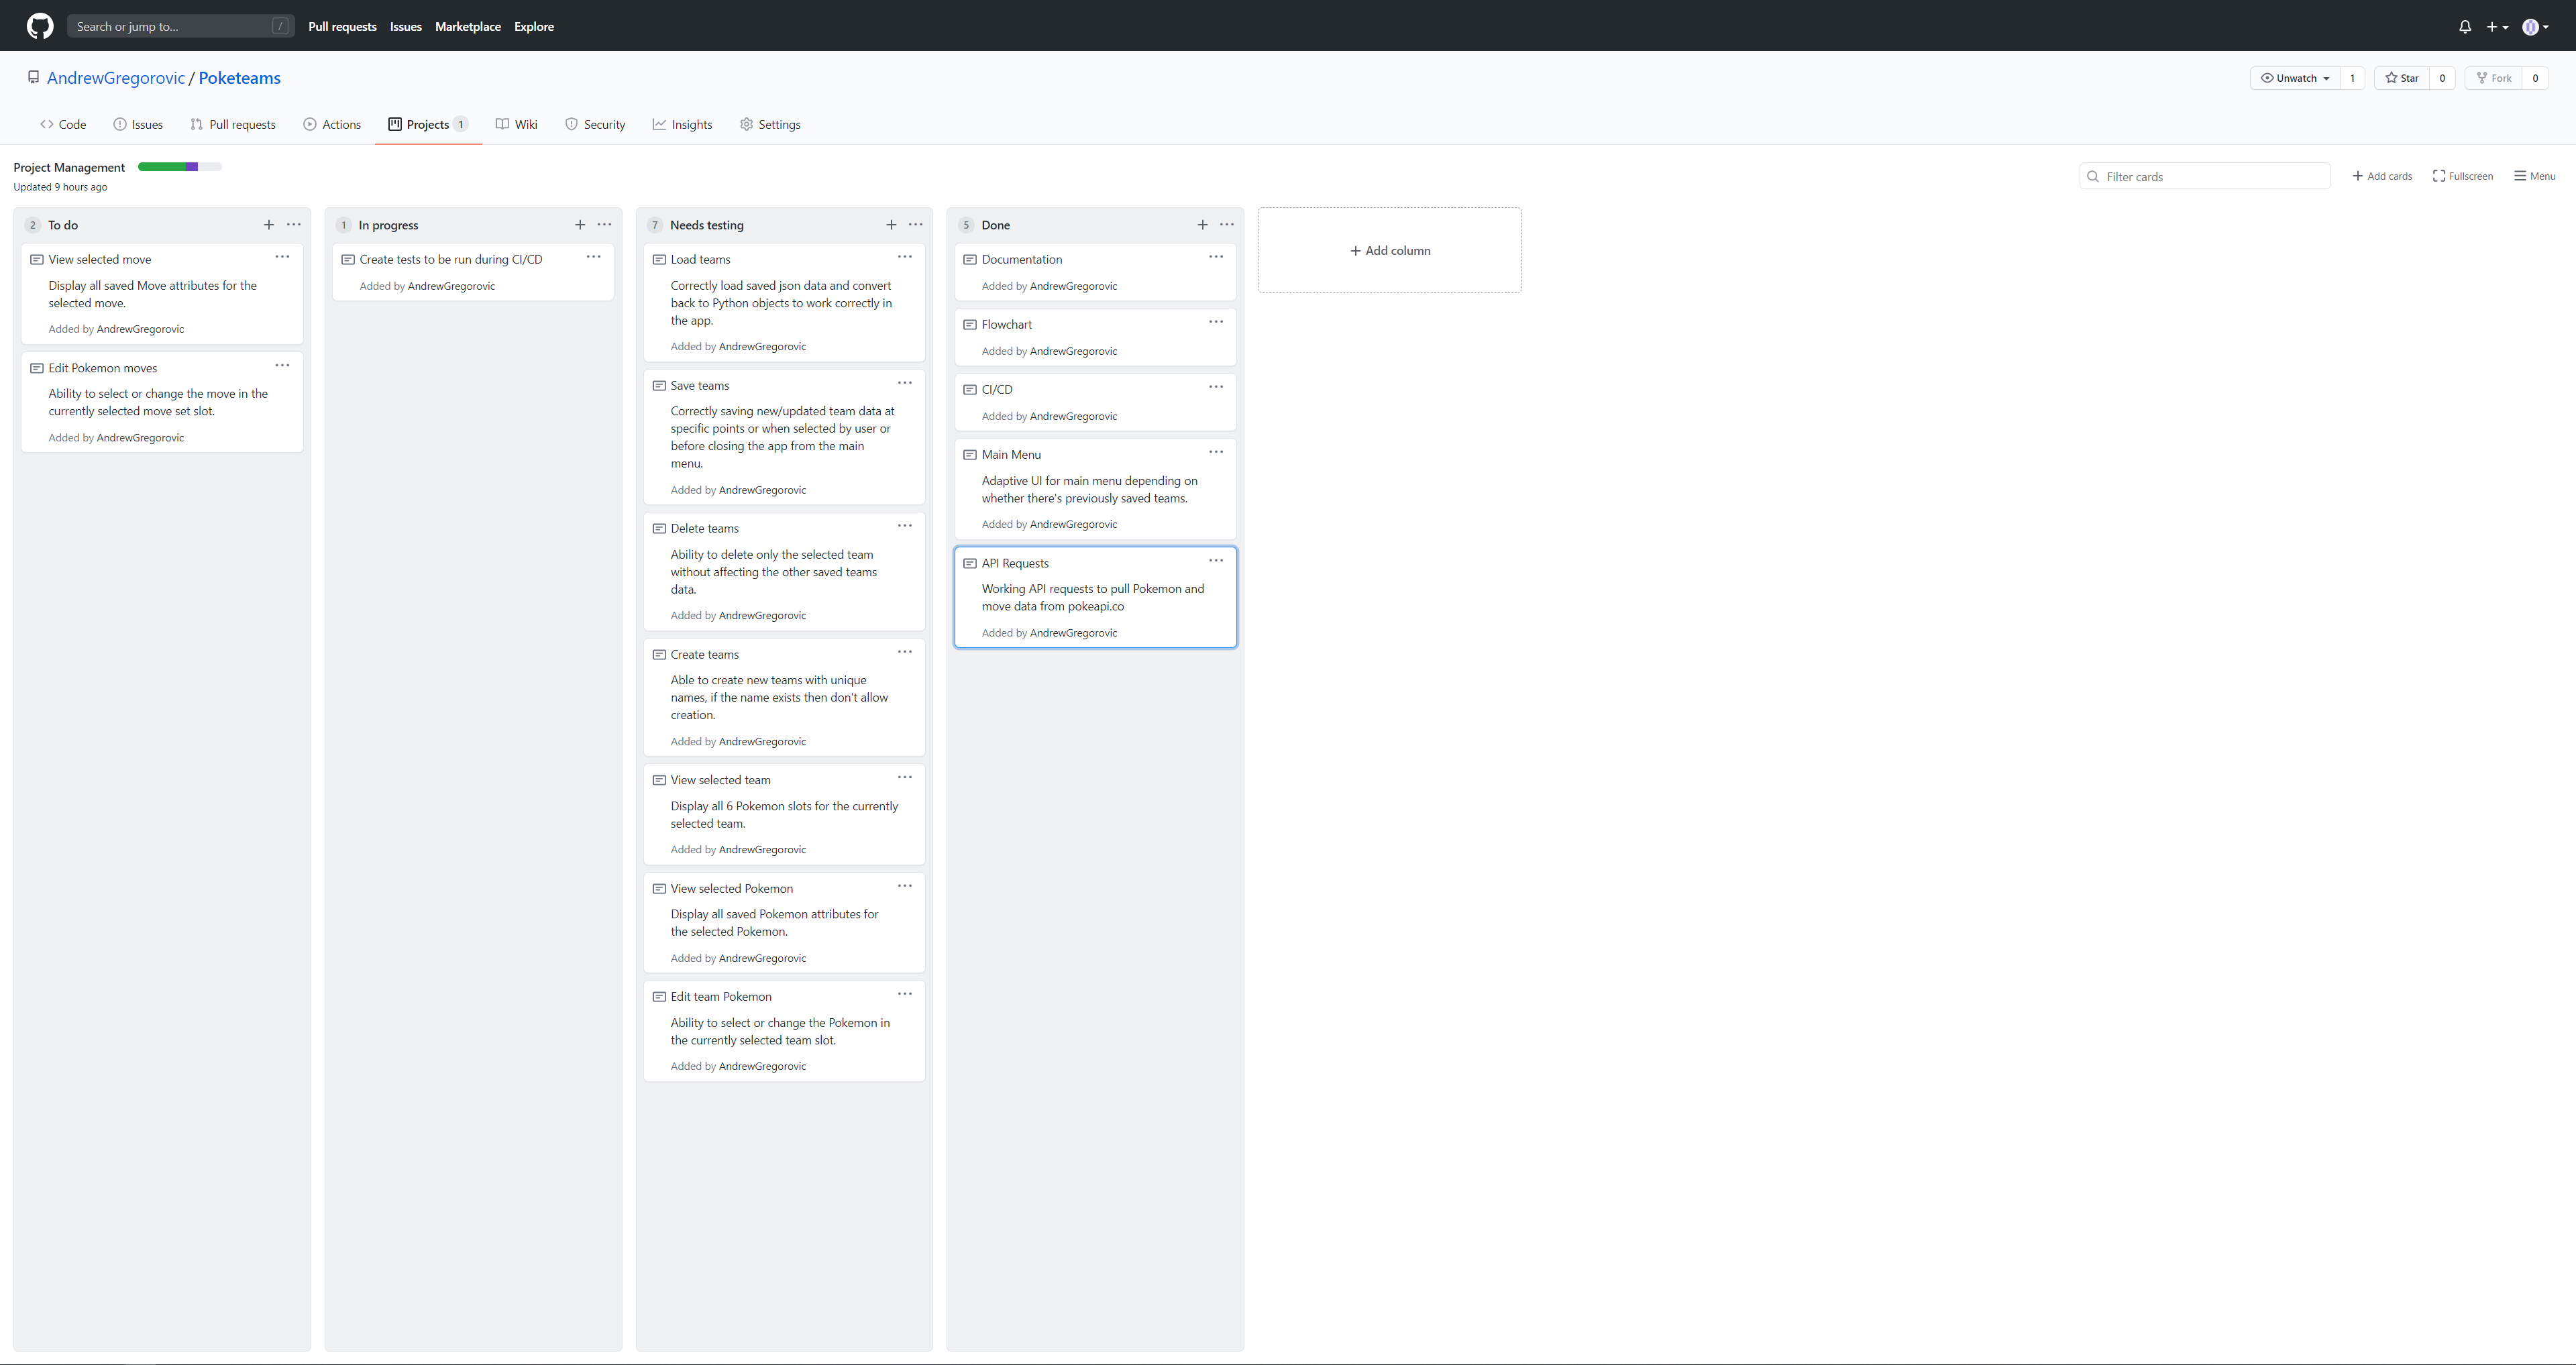 Search or jump to...
/
Pull requests
Issues
Marketplace
Explore
AndrewGregorovic / Poketeams
Unwatch
1
Star
0
Fork
0
Code
Issues
Pull requests
Actions
Projects 1
Wiki
Security
Insights
Settings
Project Management
Updated 9 hours ago
Filter cards
Add cards
Fullscreen
Menu
2 To do
View selected move
Display all saved Move attributes for the
selected move.
Added by AndrewGregorovic
Edit Pokemon moves
Ability to select or change the move in the
currently selected move set slot.
Added by AndrewGregorovic
1 In progress
Create tests to be run during CI/CD
Added by AndrewGregorovic
7 Needs testing
Load teams
Correctly load saved json data and convert
back to Python objects to work correctly in
the app.
Added by AndrewGregorovic
Save teams
Correctly saving new/updated team data at
specific points or when selected by user or
before closing the app from the main
menu.
Added by AndrewGregorovic
Delete teams
Ability to delete only the selected team
without affecting the other saved teams
data.
Added by AndrewGregorovic
Create teams
Able to create new teams with unique
names, if the name exists then don't allow
creation.
Added by AndrewGregorovic
View selected team
Display all 6 Pokemon slots for the currently
selected team.
Added by AndrewGregorovic
View selected Pokemon
Display all saved Pokemon attributes for
the selected Pokemon.
Added by AndrewGregorovic
Edit team Pokemon
Ability to select or change the Pokemon in
the currently selected team slot.
Added by AndrewGregorovic
5 Done
Documentation
Added by AndrewGregorovic
Flowchart
Added by AndrewGregorovic
CI/CD
Added by AndrewGregorovic
Main Menu
Adaptive UI for main menu depending on
whether there's previously saved teams.
Added by AndrewGregorovic
API Requests
Working API requests to pull Pokemon and
move data from pokeapi.co
Added by AndrewGregorovic
Add column